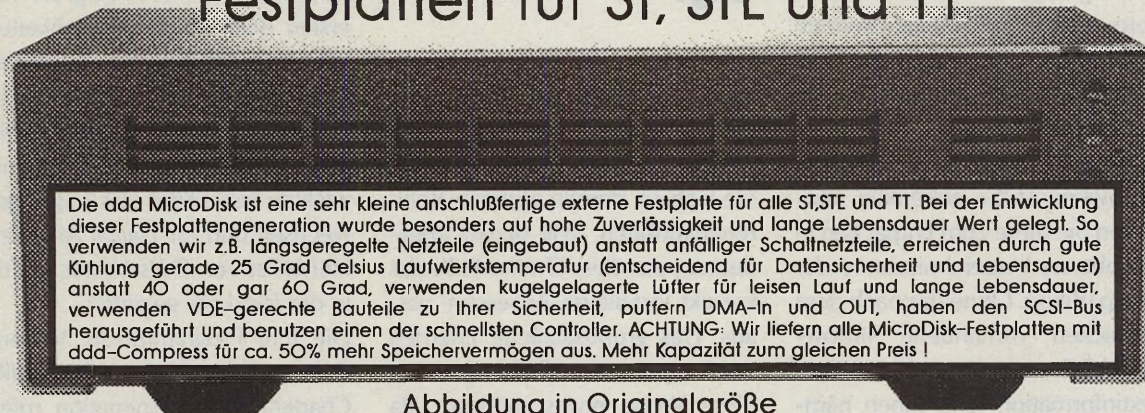 Festplatten für ST, STE und TT
Die ddd MicroDisk ist eine sehr kleine anschlußfertige externe Festplatte für alle ST,STE und TT. Bei der Entwicklung
dieser Festplattengeneration wurde besonders auf hohe Zuverlässigkeit und lange Lebensdauer Wert gelegt. So
verwenden wir z.B. längsgeregelte Netzteile (eingebaut) anstatt anfälliger Schaltnetzteile, erreichen durch gute
Kühlung gerade 25 Grad Celsius Laufwerkstemperatur (entscheidend für Datensicherheit und Lebensdauer)
anstatt 40 oder gar 60 Grad, verwenden kugelgelagerte Lüfter für leisen Lauf und lange Lebensdauer,
verwenden VDE-gerechte Bauteile zu Ihrer Sicherheit, puffern DMA-In und OUT, haben den SCSI-Bus
herausgeführt und benutzen einen der schnellsten Controller. ACHTUNG: Wir liefern alle MicroDisk-Festplatten mit
ddd-Compress für ca. 50% mehr Speichervermögen aus. Mehr Kapazität zum gleichen Preis !
Abbildung in Originalgröße